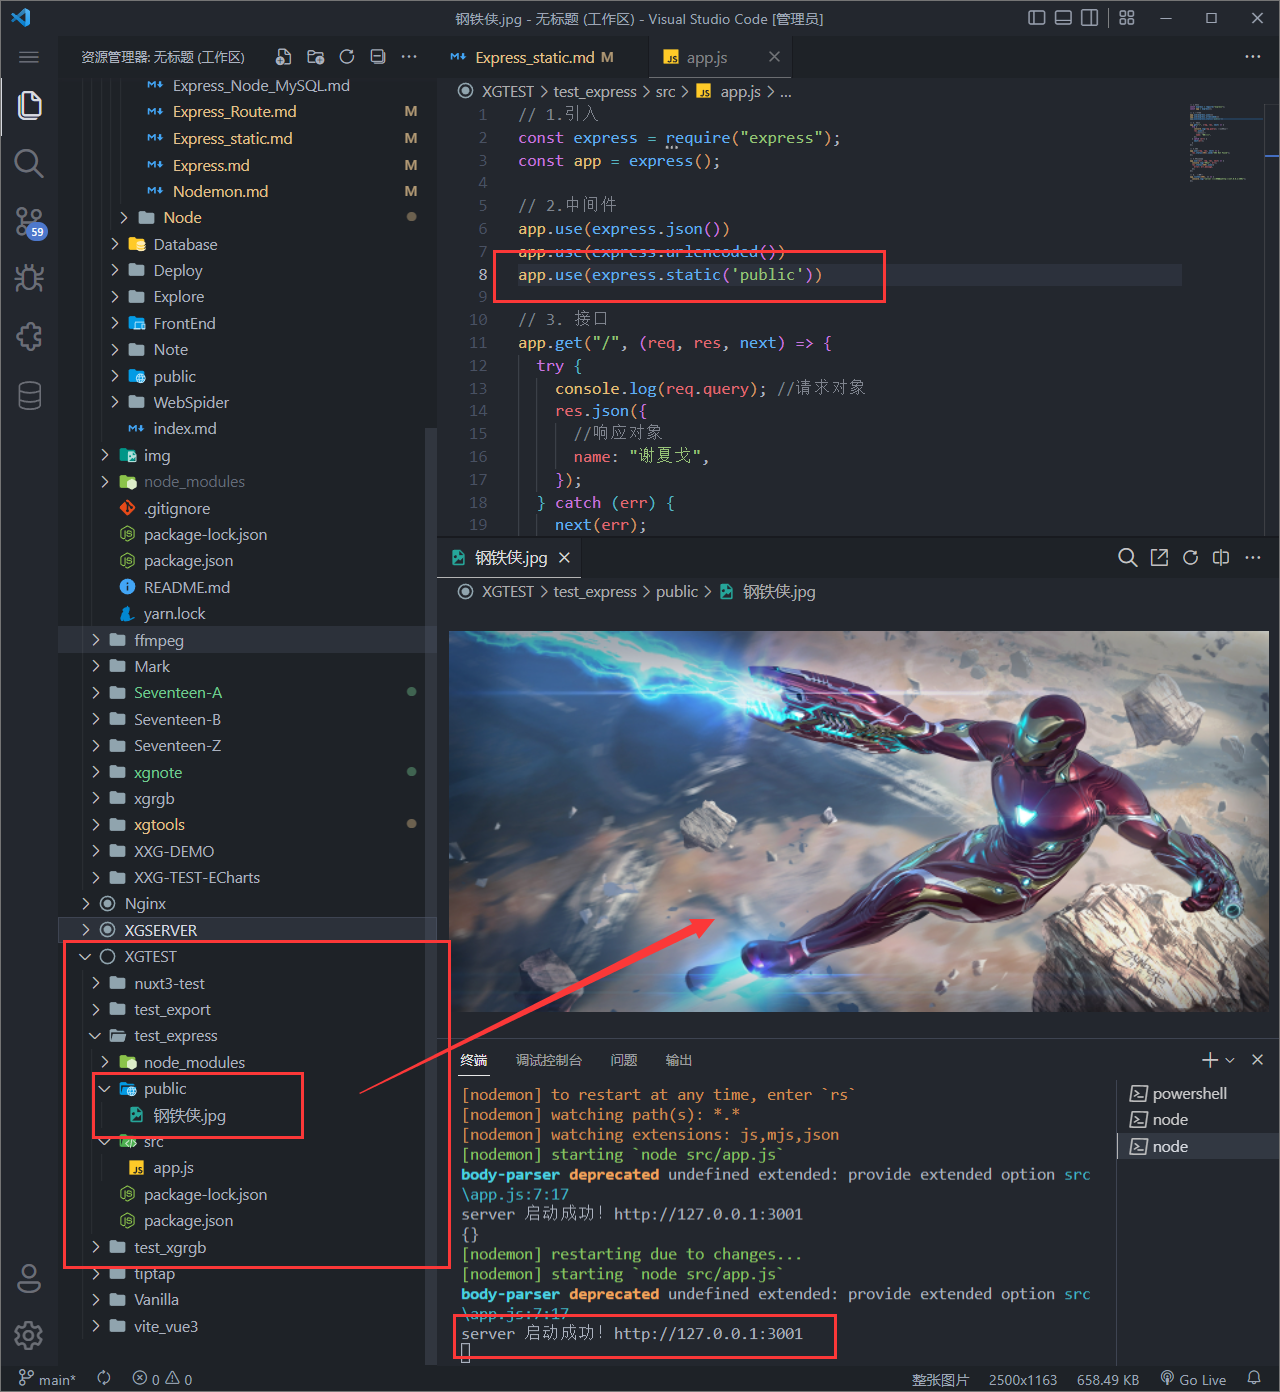 钢铁侠.jpg - 无标题 (工作区) - Visual Studio Code [管理员]
资源管理器: 无标题 (工作区)
Express_Node_MySQL.md
Express_Route.md M
Express_static.md M
Express.md M
Nodemon.md M
Node
Database
Deploy
Explore
FrontEnd
Note
public
WebSpider
index.md
img
node_modules
.gitignore
package-lock.json
package.json
README.md
yarn.lock
ffmpeg
Mark
Seventeen-A
Seventeen-B
Seventeen-Z
xgnote
xgrgb
xgtools
XXG-DEMO
XXG-TEST-ECharts
Nginx
XGSERVER
XGTEST
nuxt3-test
test_export
test_express
node_modules
public
钢铁侠.jpg
src
JS app.js
package-lock.json
package.json
test_xgrgb
tiptap
Vanilla
vite_vue3
59
Express_static.md M
JS app.js
XGTEST > test_express > src > JS app.js > ...
1 // 1.引入
2 const express = require("express");
3 const app = express();
4
5 // 2.中间件
6 app.use(express.json())
7 app.use(express.urlencoded())
8 app.use(express.static('public'))
9
10 // 3. 接口
11 app.get("/", (req, res, next) => {
12 try {
13 console.log(req.query); //请求对象
14 res.json({
15 //响应对象
16 name: "谢夏戈",
17 });
18 } catch (err) {
19 next(err);
钢铁侠.jpg
XGTEST > test_express > public > 钢铁侠.jpg
终端 调试控制台 问题 输出
[nodemon] to restart at any time, enter `rs`
[nodemon] watching path(s): *.*
[nodemon] watching extensions: js,mjs,json
[nodemon] starting `node src/app.js`
body-parser deprecated undefined extended: provide extended option src
\app.js:7:17
server 启动成功! http://127.0.0.1:3001
{}
[nodemon] restarting due to changes...
[nodemon] starting `node src/app.js`
body-parser deprecated undefined extended: provide extended option src
\app.js:7:17
server 启动成功! http://127.0.0.1:3001
powershell
node
node
main* 0 0 整张图片 2500x1163 658.49 KB Go Live